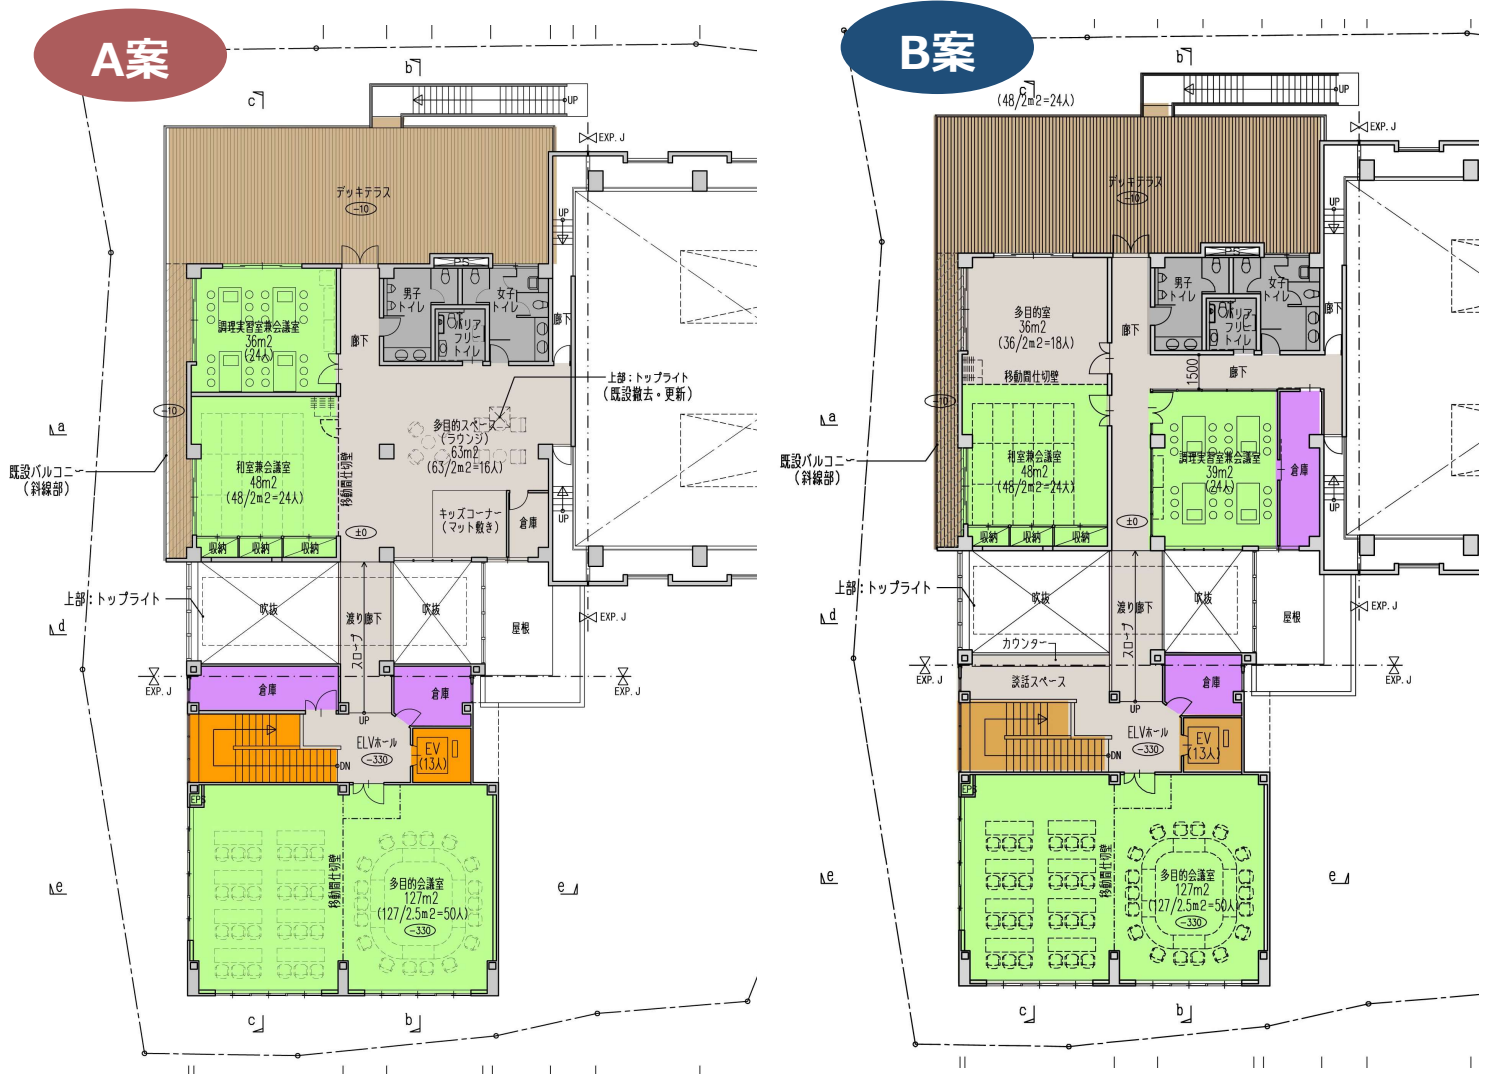 A案
b
c
UP
EXP. J
デッキテラス
-10
UP
PS
男子
トイレ
女子
トイレ
バリア
フリー
トイレ
廊下
廊下
調理実習室兼会議室
36m2
(24人)
上部：トップライト
（既設撤去・更新）
-10
a
多目的スペース
(ラウンジ)
63m2
(63/2m2=16人)
既設バルコニー
（斜線部）
和室兼会議室
48m2
(48/2m2=24人)
移動間仕切壁
キッズコーナー
（マット敷き）
倉庫
UP
±0
収納
収納
収納
上部：トップライト
吹抜
渡り廊下
吹抜
屋根
EXP. J
d
スロープ
EXP. J
倉庫
倉庫
EXP. J
UP
ELVホール
-330
EV
(13人)
DN
EPS
移動間仕切壁
多目的会議室
127m2
(127/2.5m2=50人)
-330
e
e
c
b
B案
b
c
(48/2m2=24人)
UP
EXP. J
デッキテラス
-10
UP
PS
男子
トイレ
女子
トイレ
バリア
フリー
トイレ
廊下
廊下
多目的室
36m2
(36/2m2=18人)
移動間仕切壁
1500
廊下
-10
a
既設バルコニー
（斜線部）
和室兼会議室
48m2
(48/2m2=24人)
調理実習室兼会議室
39m2
(24人)
倉庫
UP
±0
収納
収納
収納
上部：トップライト
吹抜
渡り廊下
吹抜
屋根
EXP. J
d
カウンター
スロープ
EXP. J
談話スペース
倉庫
EXP. J
UP
ELVホール
-330
EV
(13人)
DN
EPS
移動間仕切壁
多目的会議室
127m2
(127/2.5m2=50人)
-330
e
e
c
b